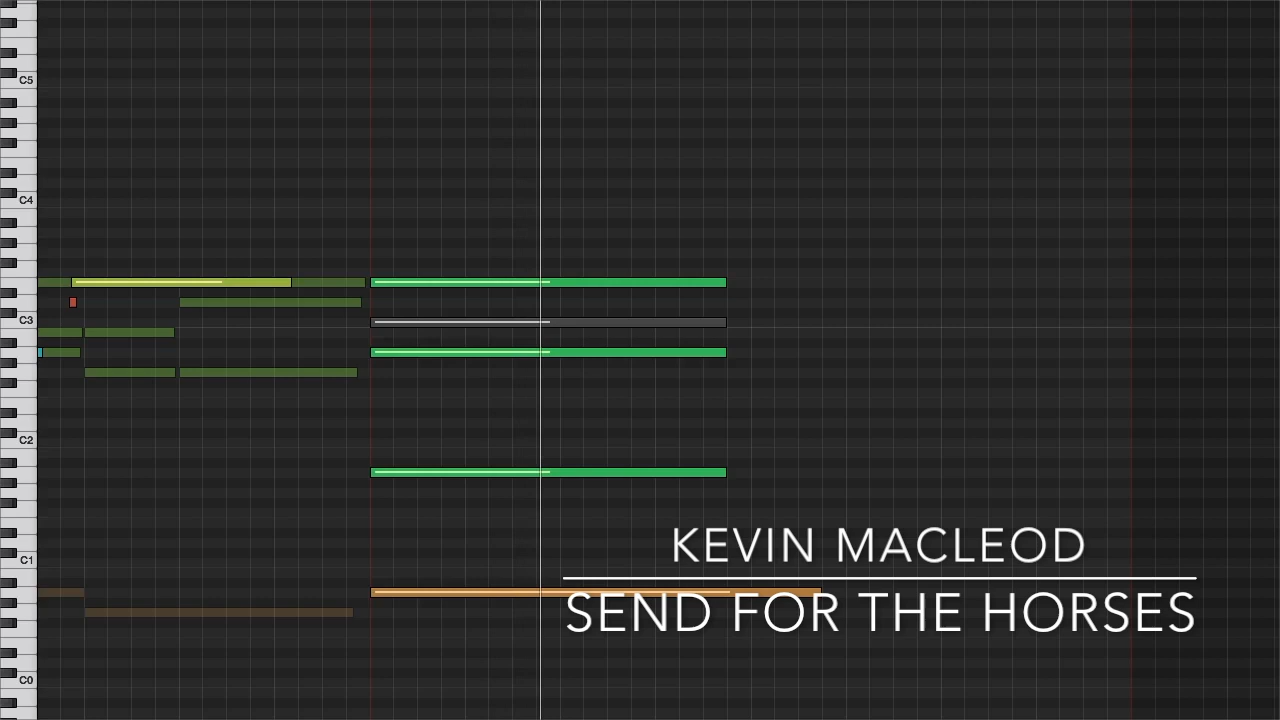 C5
C4
C3
C2
C1
C0
KEVIN MACLEOD
SEND FOR THE HORSES